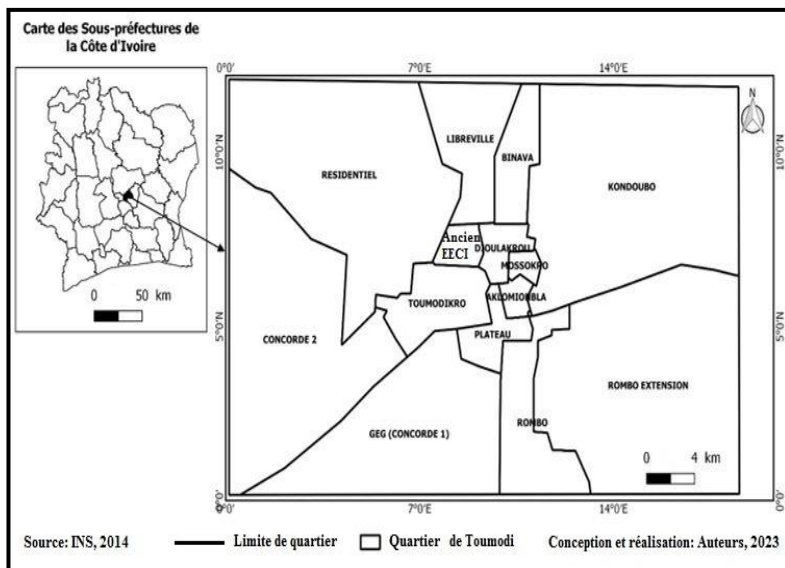 Carte des Sous-préfectures de
la Côte d'Ivoire
0 50 km
7°0'E 14°0'E
N
10°0'N
10°0'N
LIBREVILLE
BINAVA
RESIDENTIEL
KONDOUBO
Ancien
EECI
DIOULAKROU
MOSSOKRO
TOUMODIKRO
AKLOMIONBLA
5°0'N
5°0'N
CONCORDE 2
PLATEAU
ROMBO EXTENSION
GEG (CONCORDE 1)
ROMBO
0 4 km
0°0'
0°0'
0°0' 7°0'E 14°0'E
Source: INS, 2014 Limite de quartier Quartier de Toumodi Conception et réalisation: Auteurs, 2023